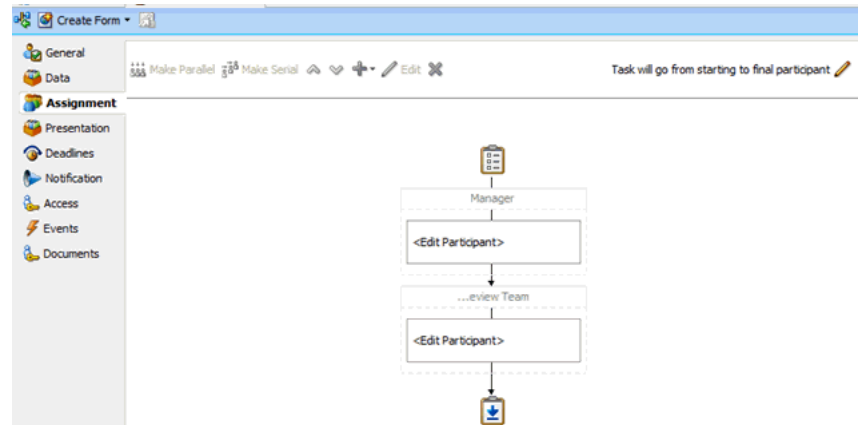 Create Form
General
Data
Assignment
Presentation
Deadlines
Notification
Access
Events
Documents
Make Parallel Make Serial Edit Task will go from starting to final participant
Manager
<Edit Participant>
...eview Team
<Edit Participant>